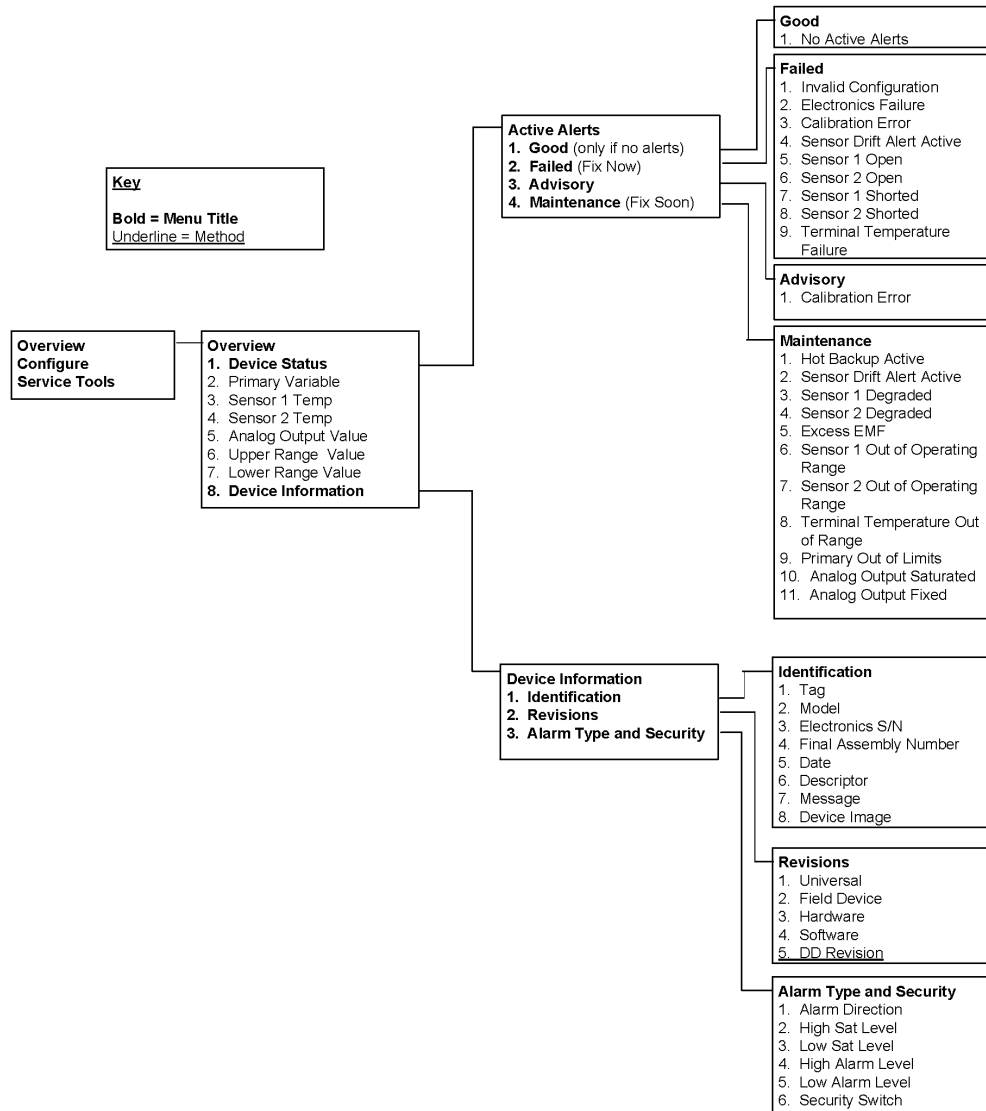 Key
Bold = Menu Title
Underline = Method
Overview
Configure
Service Tools
Overview
1. Device Status
2. Primary Variable
3. Sensor 1 Temp
4. Sensor 2 Temp
5. Analog Output Value
6. Upper Range Value
7. Lower Range Value
8. Device Information
Active Alerts
1. Good (only if no alerts)
2. Failed (Fix Now)
3. Advisory
4. Maintenance (Fix Soon)
Good
1. No Active Alerts
Failed
1. Invalid Configuration
2. Electronics Failure
3. Calibration Error
4. Sensor Drift Alert Active
5. Sensor 1 Open
6. Sensor 2 Open
7. Sensor 1 Shorted
8. Sensor 2 Shorted
9. Terminal Temperature
Failure
Advisory
1. Calibration Error
Maintenance
1. Hot Backup Active
2. Sensor Drift Alert Active
3. Sensor 1 Degraded
4. Sensor 2 Degraded
5. Excess EMF
6. Sensor 1 Out of Operating
Range
7. Sensor 2 Out of Operating
Range
8. Terminal Temperature Out
of Range
9. Primary Out of Limits
10. Analog Output Saturated
11. Analog Output Fixed
Device Information
1. Identification
2. Revisions
3. Alarm Type and Security
Identification
1. Tag
2. Model
3. Electronics S/N
4. Final Assembly Number
5. Date
6. Descriptor
7. Message
8. Device Image
Revisions
1. Universal
2. Field Device
3. Hardware
4. Software
5. DD Revision
Alarm Type and Security
1. Alarm Direction
2. High Sat Level
3. Low Sat Level
4. High Alarm Level
5. Low Alarm Level
6. Security Switch